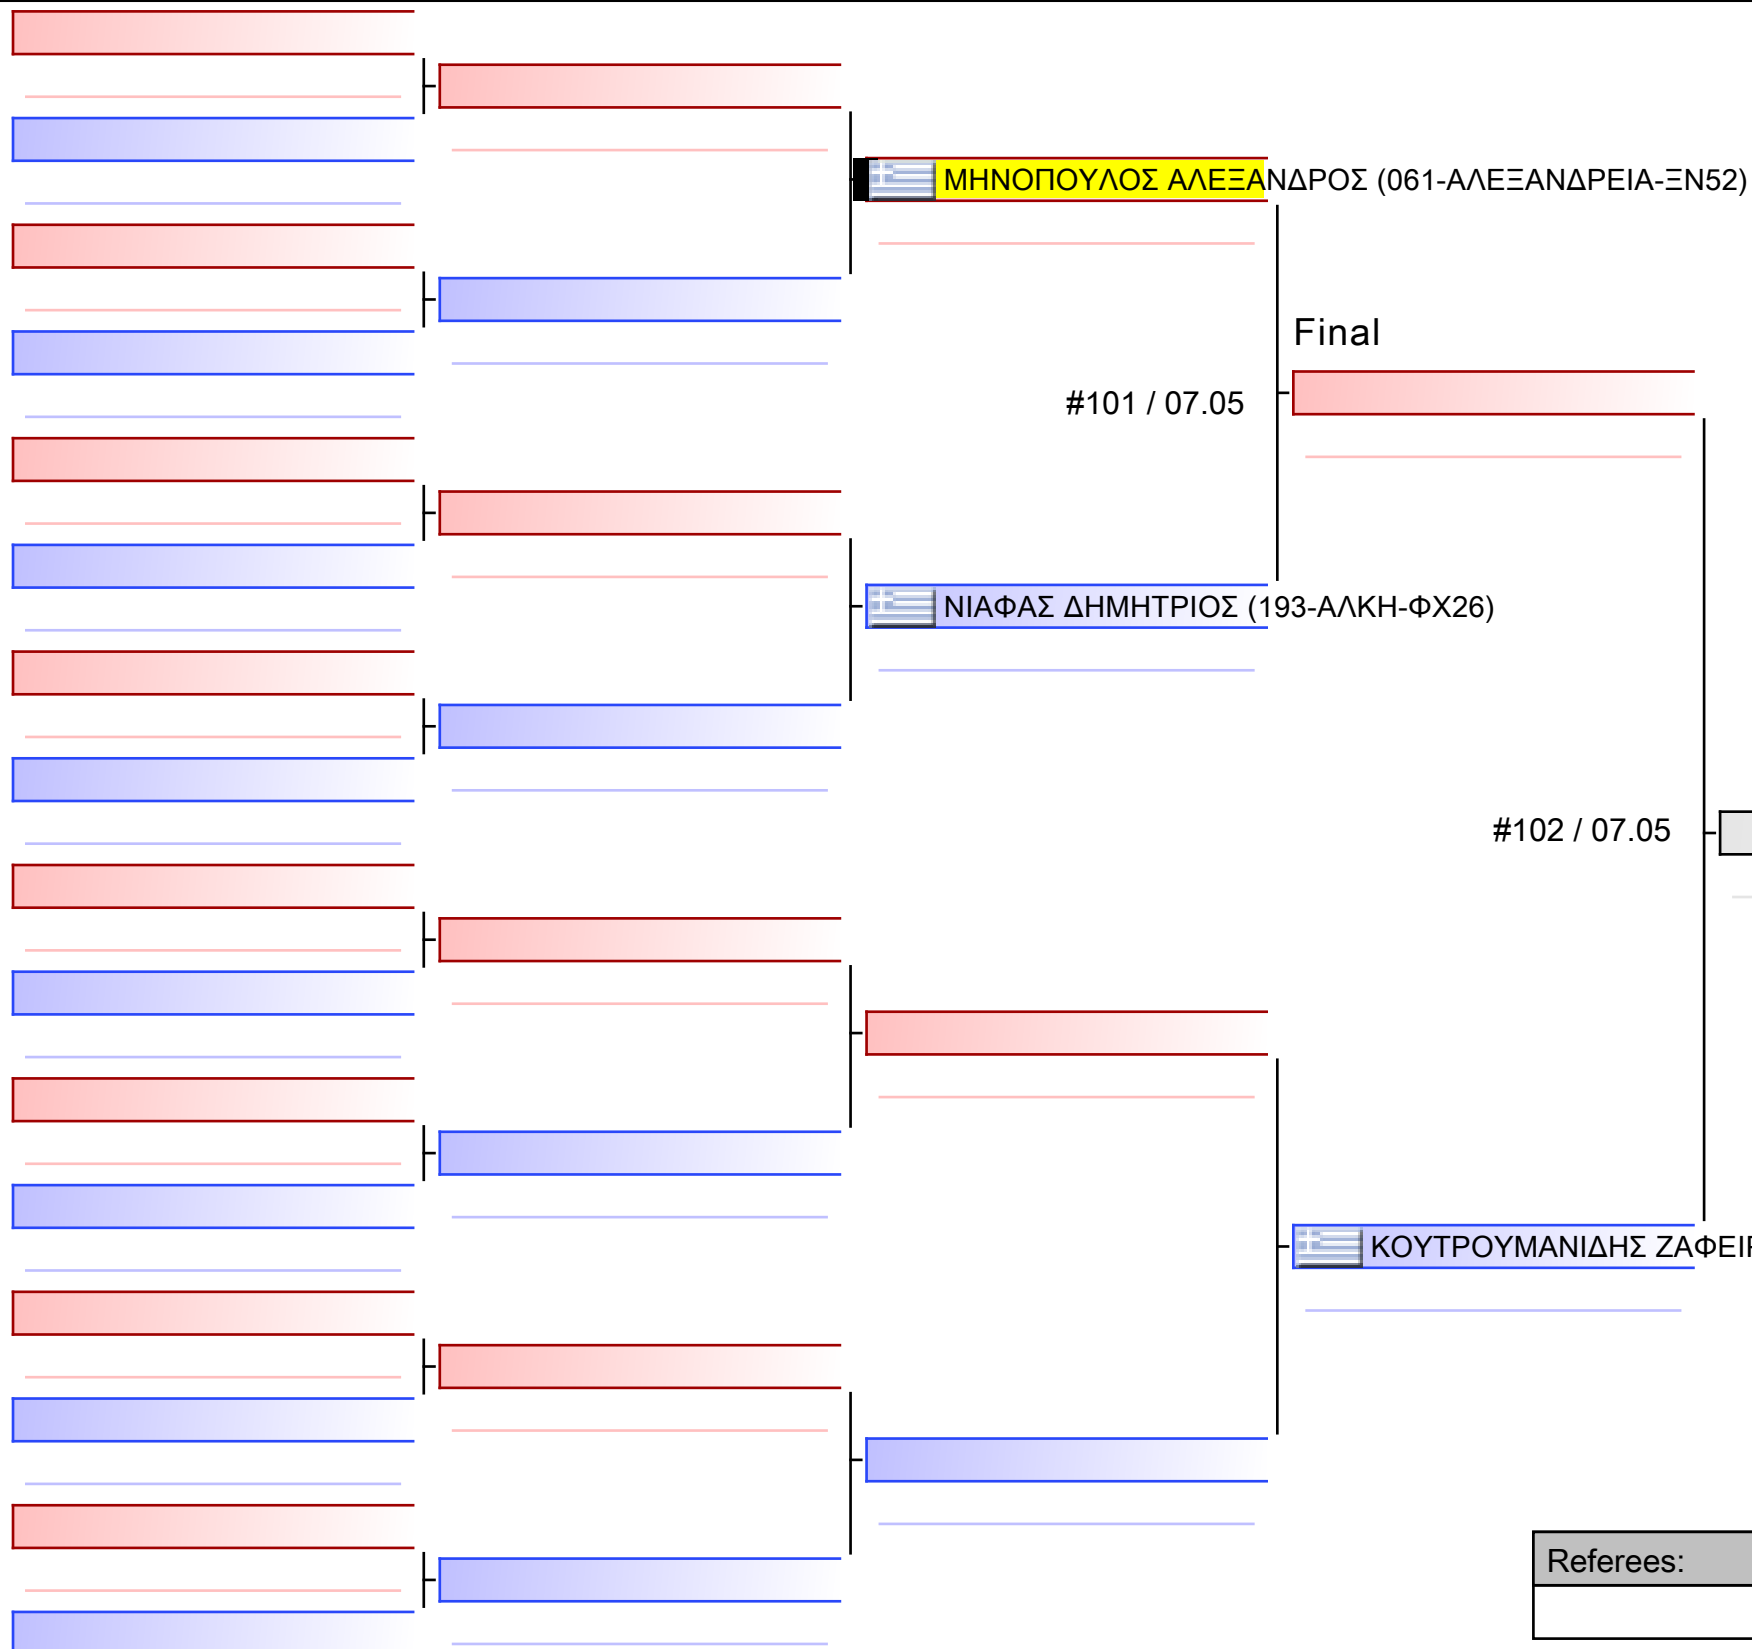 ΜΗΝΟΠΟΥΛΟΣ ΑΛΕΞΑΝΔΡΟΣ (061-ΑΛΕΞΑΝΔΡΕΙΑ-ΞΝ52)
Final
#101 / 07.05
ΝΙΑΦΑΣ ΔΗΜΗΤΡΙΟΣ (193-ΑΛΚΗ-ΦΧ26)
#102 / 07.05
ΚΟΥΤΡΟΥΜΑΝΙΔΗΣ
Referees: